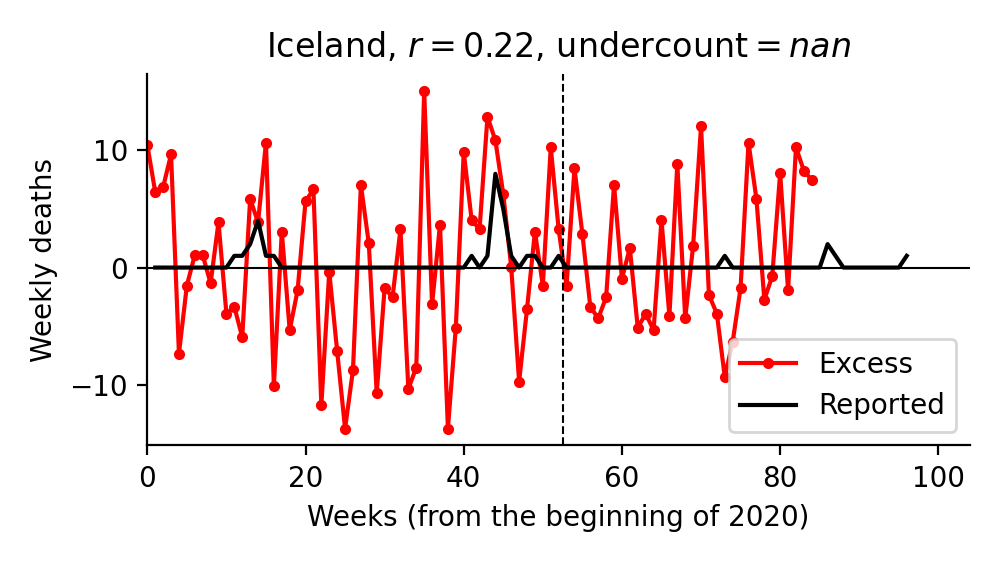 Iceland, r = 0.22, undercount = nan
Weekly deaths
10
0
−10
Excess
Reported
0 20 40 60 80 100
Weeks (from the beginning of 2020)